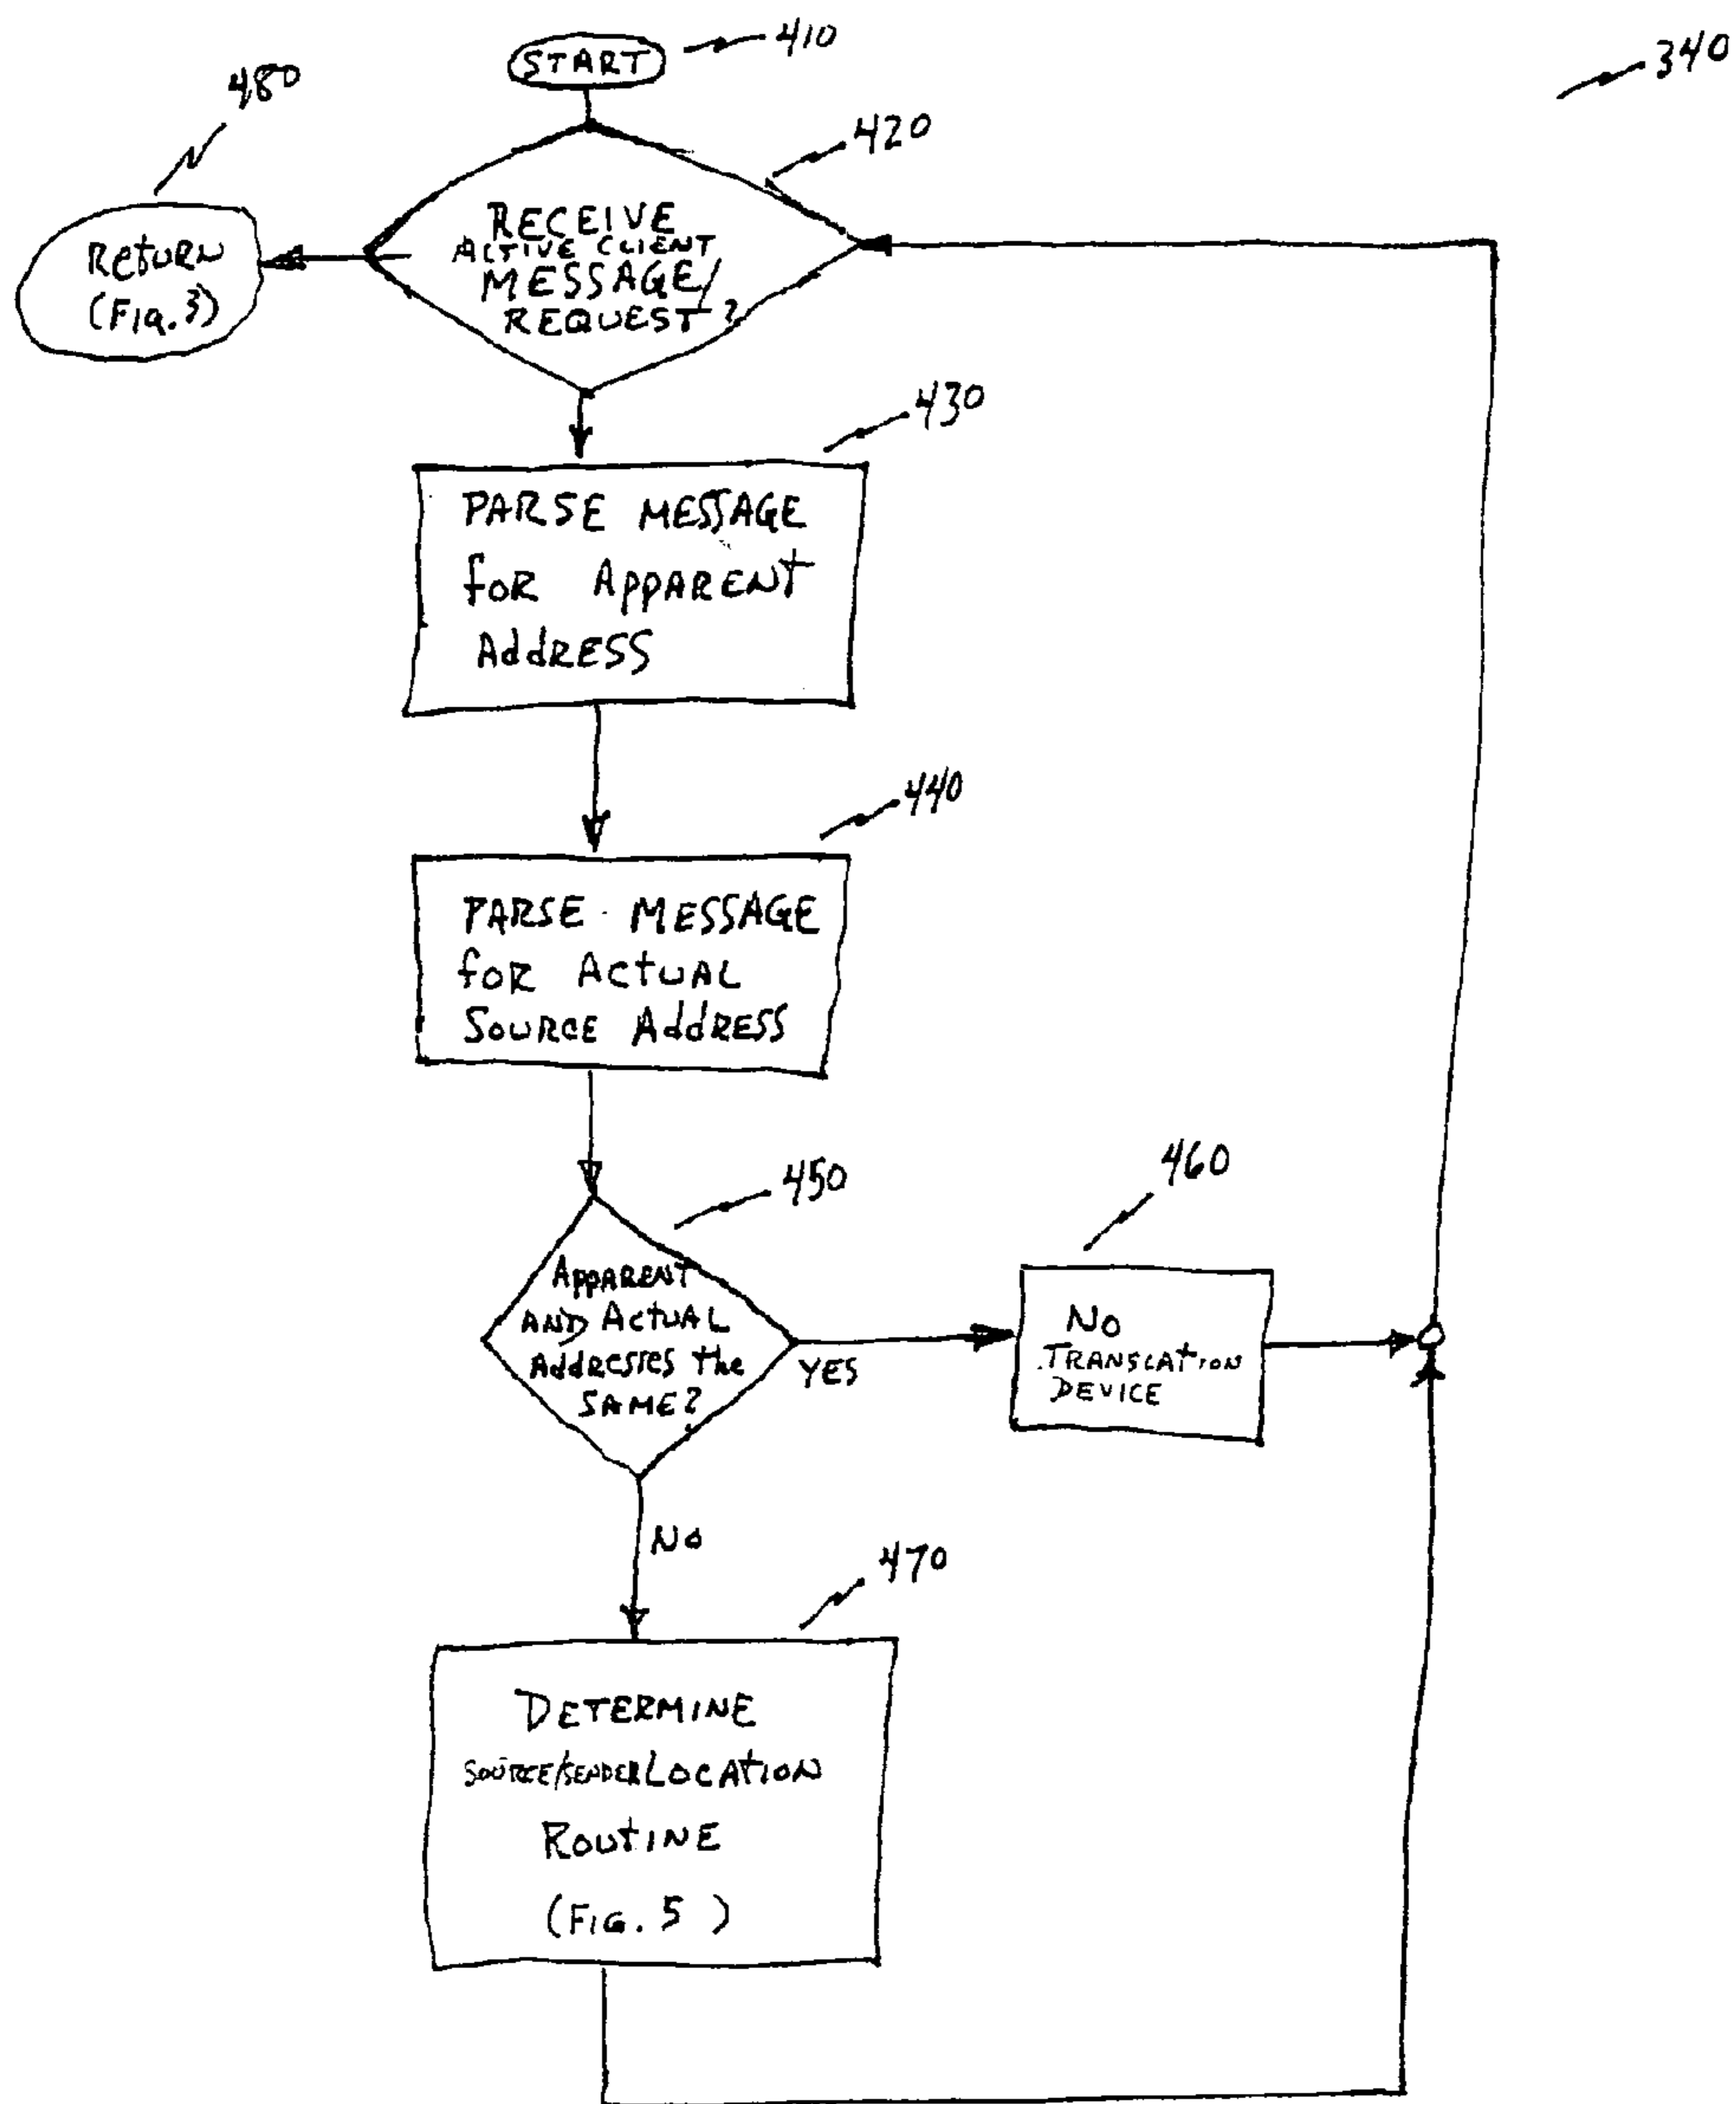 START
410
340
480
420
RECEIVE
ACTIVE CLIENT
MESSAGE/
REQUEST?
RETURN
(FIG. 3)
430
PARSE MESSAGE
FOR APPARENT
ADDRESS
440
PARSE MESSAGE
FOR ACTUAL
SOURCE ADDRESS
450
460
APPARENT
AND ACTUAL
ADDRESSES THE
SAME?
YES
NO
TRANSLATION
DEVICE
NO
470
DETERMINE
SOURCE/SENDER LOCATION
ROUTINE
(FIG. 5)